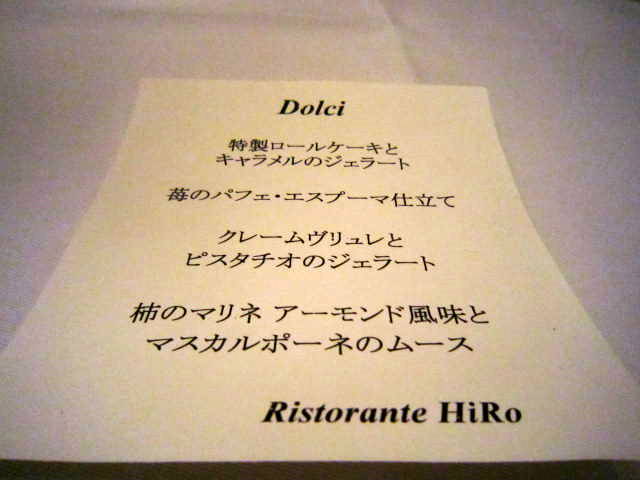 Dolci
特製ロールケーキと
キャラメルのジェラート
苺のパフェ・エスプーマ仕立て
クレームヴリュレと
ピスタチオのジェラート
柿のマリネ アーモンド風味と
マスカルポーネのムース
Ristorante HiRo